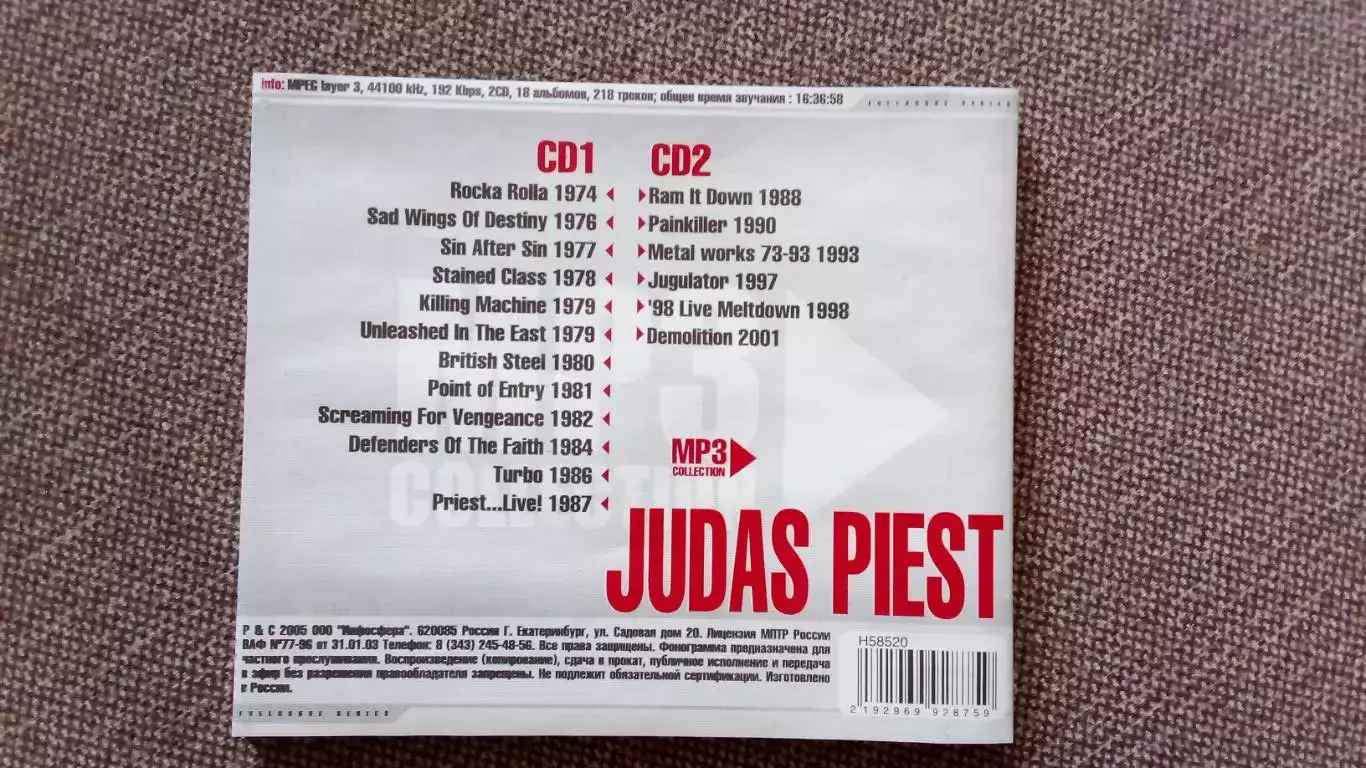 info: MPEG layer 3, 44100 kHz, 192 Kbps, 2CD, 18 альбомов, 218 треков; общее время звучания : 16:36:58
CD1
Rocka Rolla 1974
Sad Wings Of Destiny 1976
Sin After Sin 1977
Stained Class 1978
Killing Machine 1979
Unleashed In The East 1979
British Steel 1980
Point of Entry 1981
Screaming For Vengeance 1982
Defenders Of The Faith 1984
Turbo 1986
Priest...Live! 1987
CD2
Ram It Down 1988
Painkiller 1990
Metal works 73-93 1993
Jugulator 1997
'98 Live Meltdown 1998
Demolition 2001
MP3
COLLECTION
MP3
COLLECTION
JUDAS PIEST
P & C 2005 ООО "Инфосфера". 620085 Россия Г. Екатеринбург, ул. Садовая дом 20. Лицензия МПТР России
ВАФ №77-96 от 31.01.03 Телефон: 8 (343) 245-48-56. Все права защищены. Фонограмма предназначена для
частного прослушивания. Воспроизведение (копирование), сдача в прокат, публичное исполнение и передача
в эфир без разрешения правообладателя запрещены. Не подлежит обязательной сертификации. Изготовлено
в России.
H58520
2 192969 928759